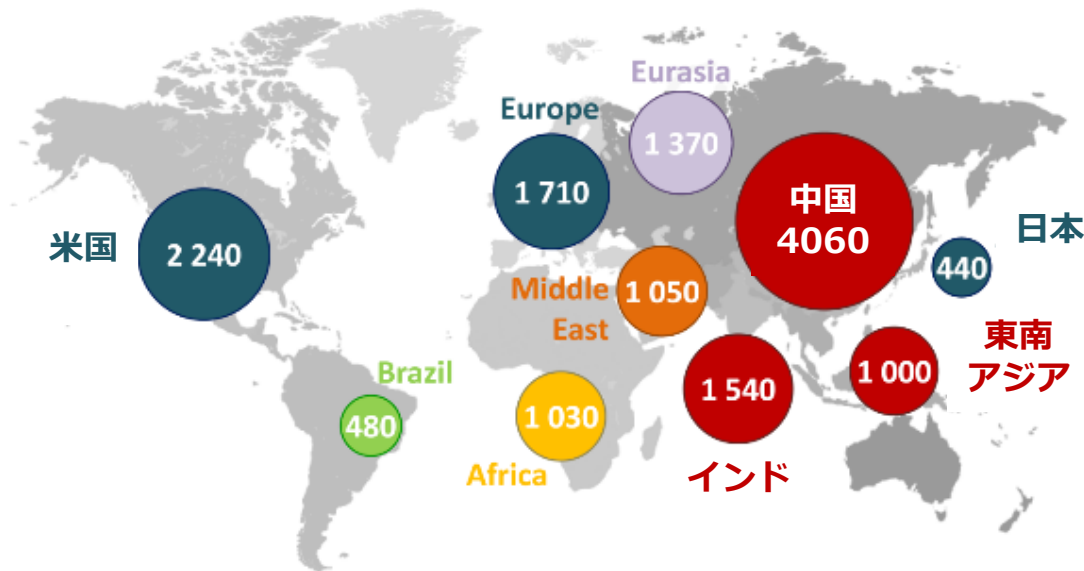 Eurasia
1 370
Europe
1 710
中国
4060
米国
2 240
日本
440
Middle
East
1 050
東南
アジア
1 000
Brazil
480
1 540
インド
1 030
Africa